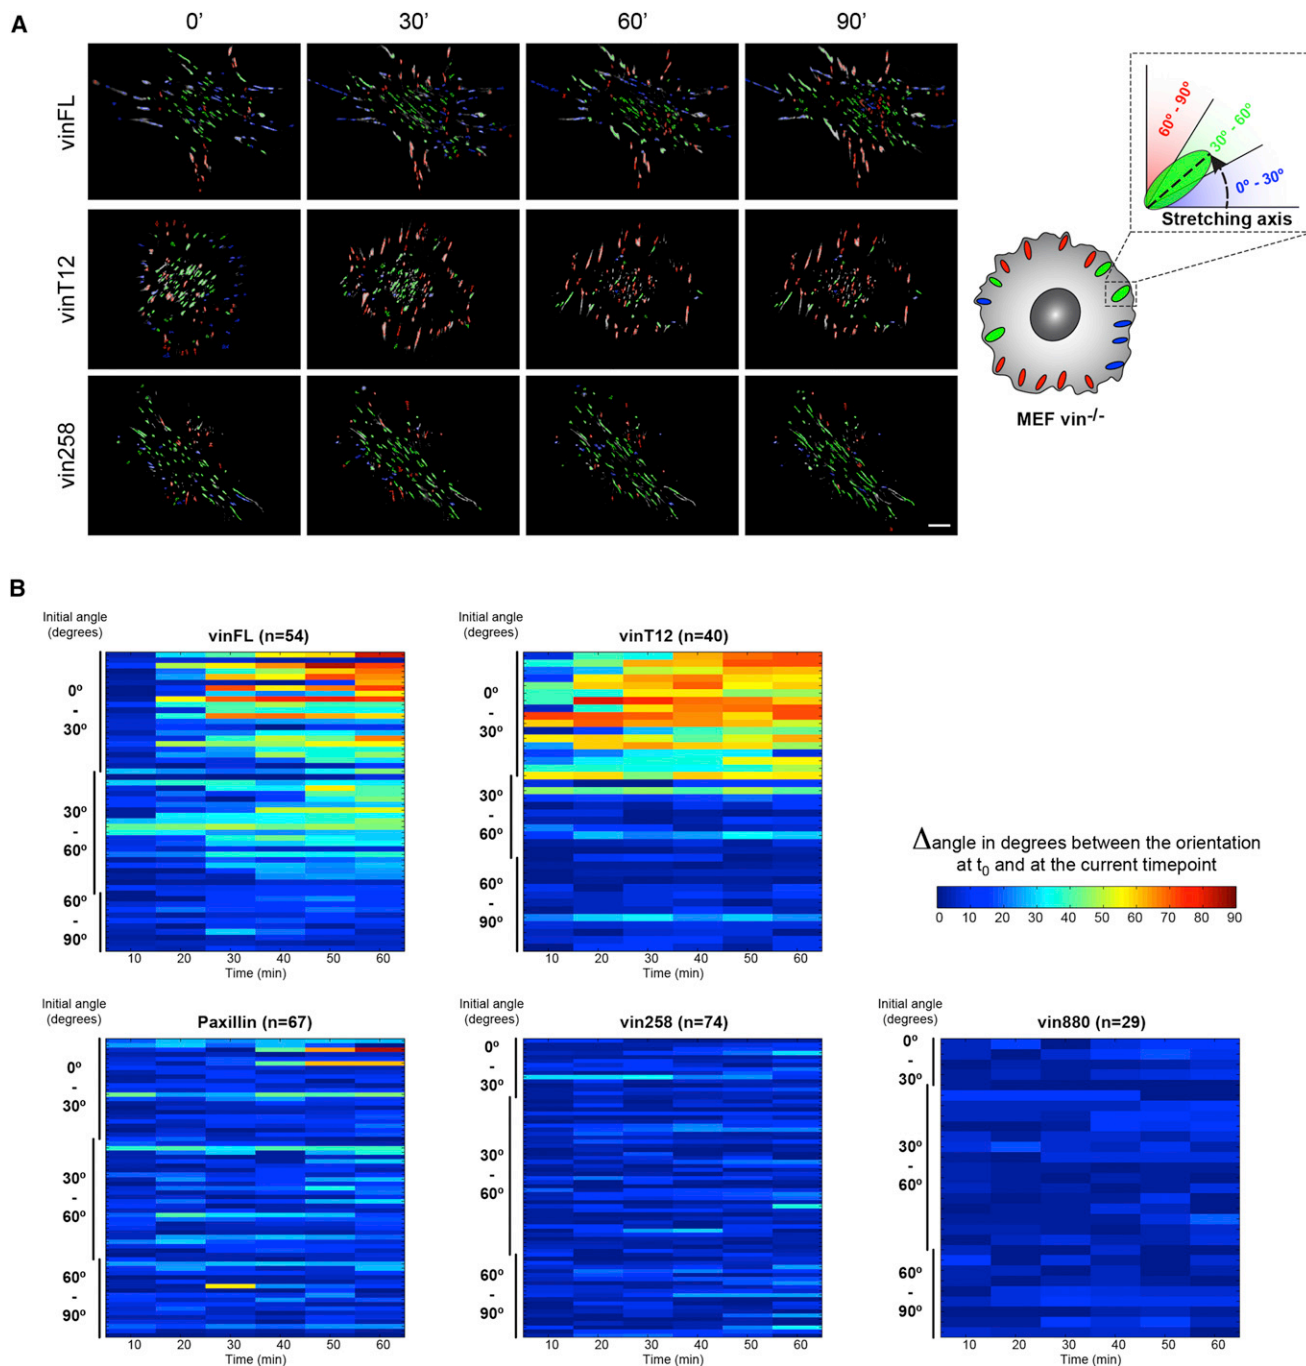 A
0' 30' 60' 90'
vinFL
vinT12
vin258
60º - 90º
30º - 60º
0º - 30º
Stretching axis
MEF vin-/-
B
Initial angle
(degrees)
vinFL (n=54)
0º
-
30º
30º
-
60º
60º
-
90º
10 20 30 40 50 60
Time (min)
Initial angle
(degrees)
vinT12 (n=40)
0º
-
30º
30º
-
60º
60º
-
90º
10 20 30 40 50 60
Time (min)
Δangle in degrees between the orientation
at t0 and at the current timepoint
0 10 20 30 40 50 60 70 80 90
Initial angle
(degrees)
Paxillin (n=67)
0º
-
30º
30º
-
60º
60º
-
90º
10 20 30 40 50 60
Time (min)
Initial angle
(degrees)
vin258 (n=74)
0º
-
30º
30º
-
60º
60º
-
90º
10 20 30 40 50 60
Time (min)
Initial angle
(degrees)
vin880 (n=29)
0º
-
30º
30º
-
60º
60º
-
90º
10 20 30 40 50 60
Time (min)